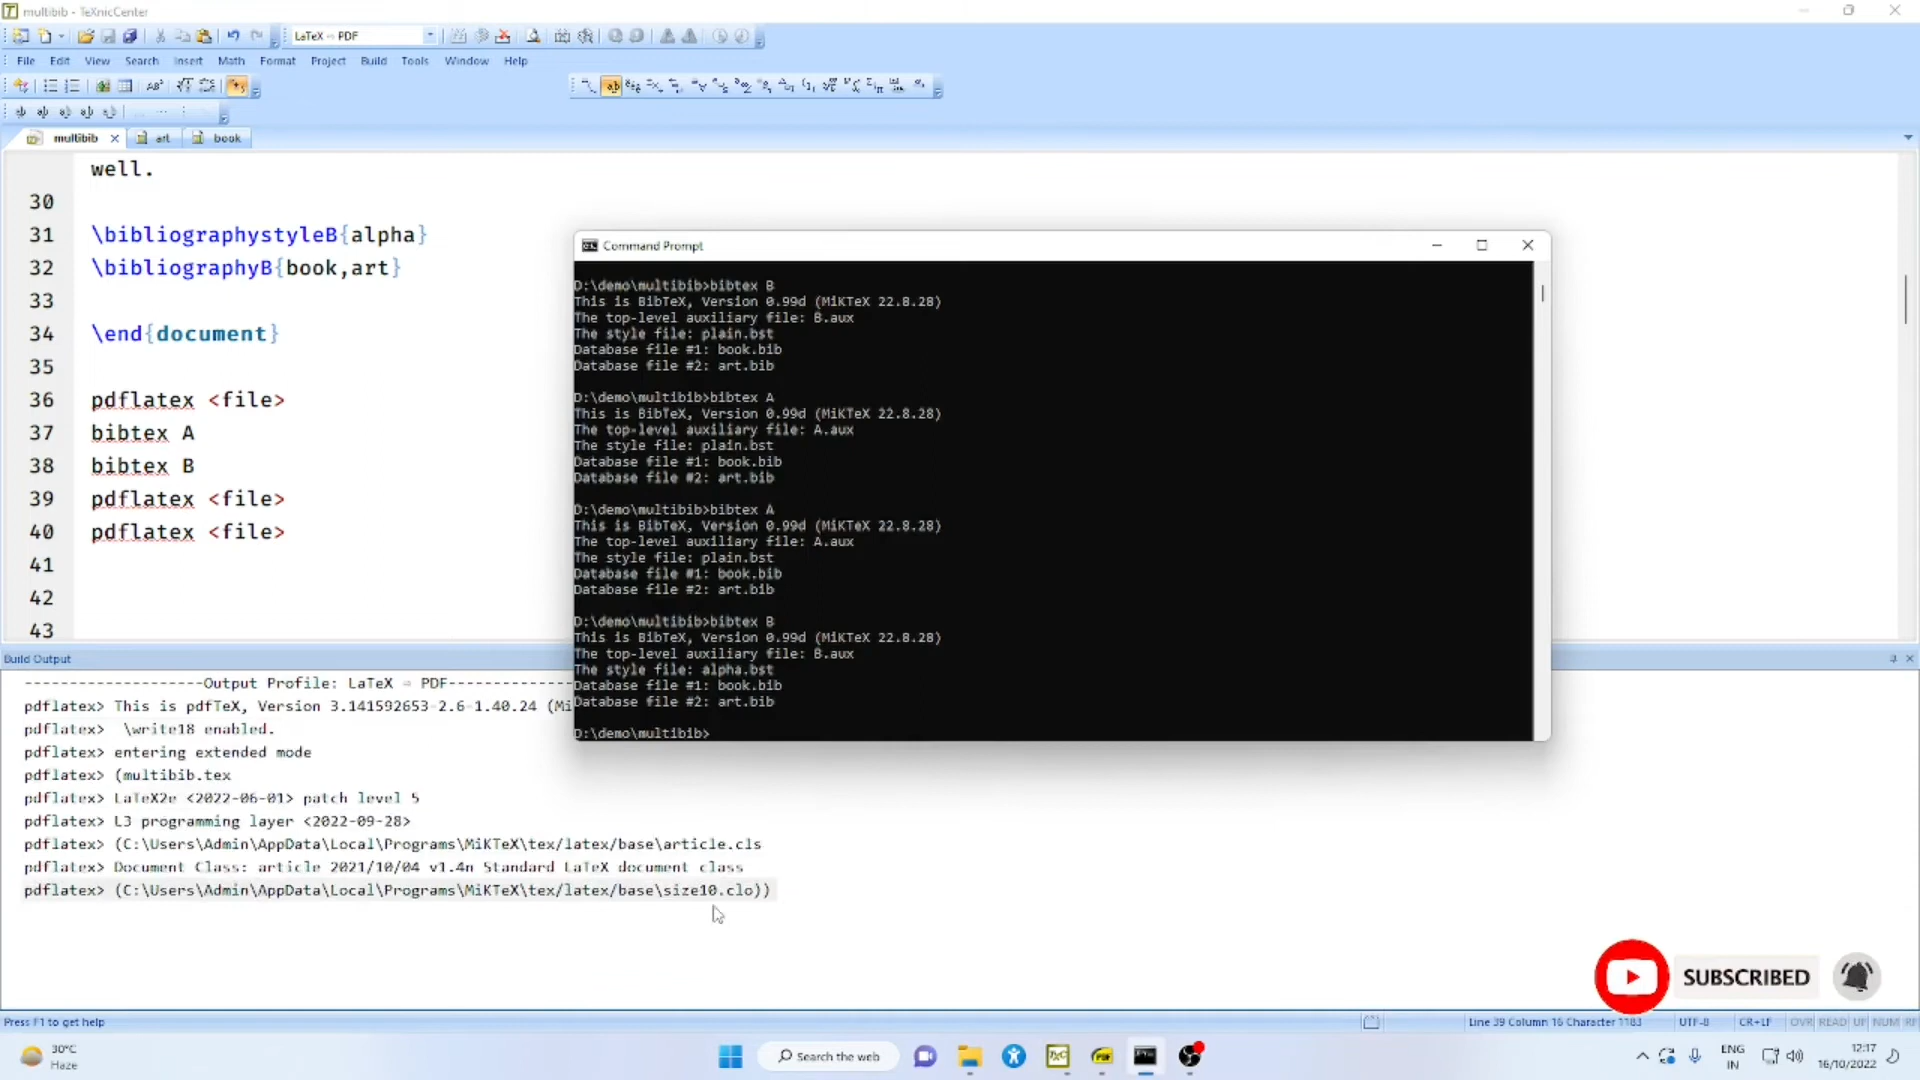 multibib - TeXnicCenter
LaTeX ⇨ PDF
File Edit View Search Insert Math Format Project Build Tools Window Help
multibib
art
book
well.
30
31 \bibliographystyleB{alpha}
32 \bibliographyB{book,art}
33
34 \end{document}
35
36 pdflatex <file>
37 bibtex A
38 bibtex B
39 pdflatex <file>
40 pdflatex <file>
41
42
43
Command Prompt
D:\demo\multibib>bibtex B
This is BibTeX, Version 0.99d (MiKTeX 22.8.28)
The top-level auxiliary file: B.aux
The style file: plain.bst
Database file #1: book.bib
Database file #2: art.bib
D:\demo\multibib>bibtex A
This is BibTeX, Version 0.99d (MiKTeX 22.8.28)
The top-level auxiliary file: A.aux
The style file: plain.bst
Database file #1: book.bib
Database file #2: art.bib
D:\demo\multibib>bibtex A
This is BibTeX, Version 0.99d (MiKTeX 22.8.28)
The top-level auxiliary file: A.aux
The style file: plain.bst
Database file #1: book.bib
Database file #2: art.bib
D:\demo\multibib>bibtex B
This is BibTeX, Version 0.99d (MiKTeX 22.8.28)
The top-level auxiliary file: B.aux
The style file: alpha.bst
Database file #1: book.bib
Database file #2: art.bib
D:\demo\multibib>
Build Output
--------------------Output Profile: LaTeX ⇨ PDF--------------
pdflatex> This is pdfTeX, Version 3.141592653-2.6-1.40.24 (Mi
pdflatex> \write18 enabled.
pdflatex> entering extended mode
pdflatex> (multibib.tex
pdflatex> LaTeX2e <2022-06-01> patch level 5
pdflatex> L3 programming layer <2022-09-28>
pdflatex> (C:\Users\Admin\AppData\Local\Programs\MiKTeX\tex/latex/base\article.cls
pdflatex> Document Class: article 2021/10/04 v1.4n Standard LaTeX document class
pdflatex> (C:\Users\Admin\AppData\Local\Programs\MiKTeX\tex/latex/base\size10.clo))
SUBSCRIBED
Press F1 to get help
Line 39 Column 16 Character 1183
UTF-8
CR+LF
OVR READ UF NUM RF
30°C
Haze
Search the web
ENG
IN
12:17
16/10/2022